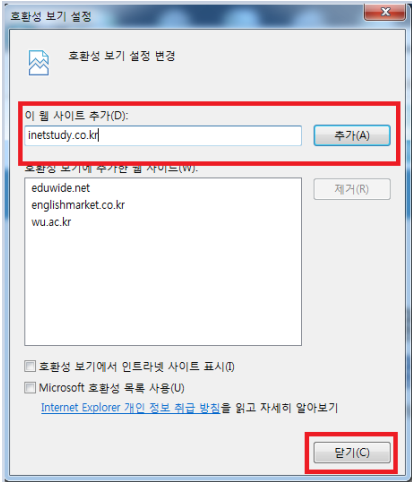 호환성 보기 설정
호환성 보기 설정 변경
이 웹 사이트 추가(D):
inetstudy.co.kr
추가(A)
호환성 보기에 추가한 웹 사이트(W):
eduwide.net
englishmarket.co.kr
wu.ac.kr
제거(R)
호환성 보기에서 인트라넷 사이트 표시(I)
Microsoft 호환성 목록 사용(U)
Internet Explorer 개인 정보 취급 방침을 읽고 자세히 알아보기
닫기(C)